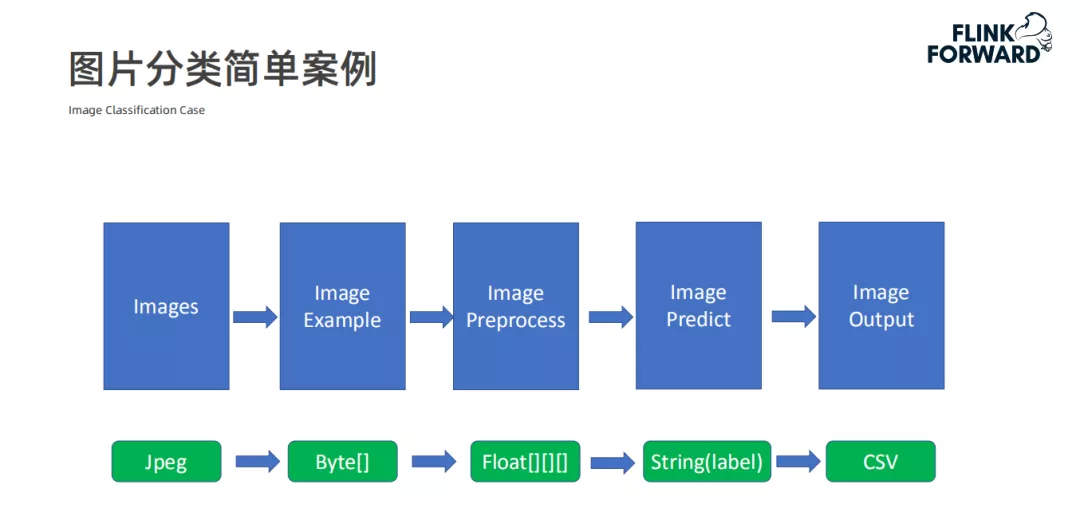 FLINK
FORWARD
图片分类简单案例
Image Classification Case
Images
Image
Example
Image
Preprocess
Image
Predict
Image
Output
Jpeg
Byte[]
Float[][][]
String(label)
CSV